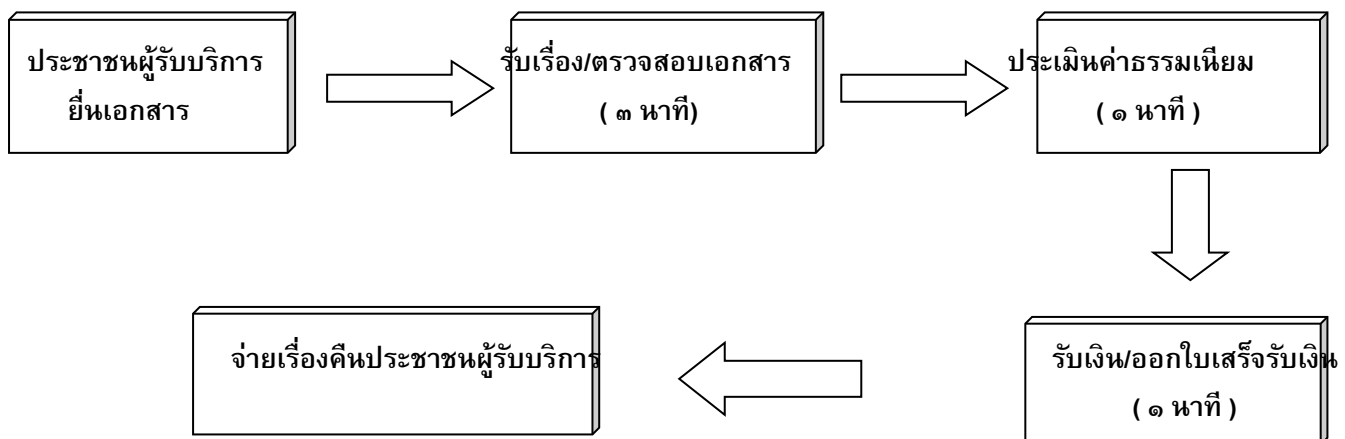 ประชาชนผู้รับบริการ
ยื่นเอกสาร
รับเรื่อง/ตรวจสอบเอกสาร
( ๓ นาที)
ประเมินค่าธรรมเนียม
( ๑ นาที )
รับเงิน/ออกใบเสร็จรับเงิน
( ๑ นาที )
จ่ายเรื่องคืนประชาชนผู้รับบริการ